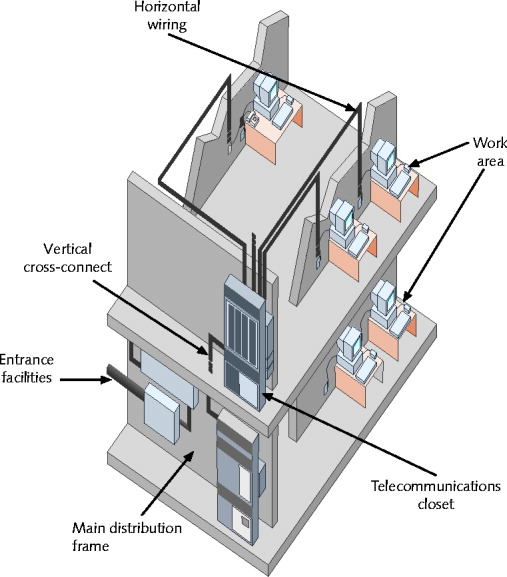 Horizontal
wiring
Work
area
Vertical
cross-connect
Entrance
facilities
Telecommunications
closet
Main distribution
frame